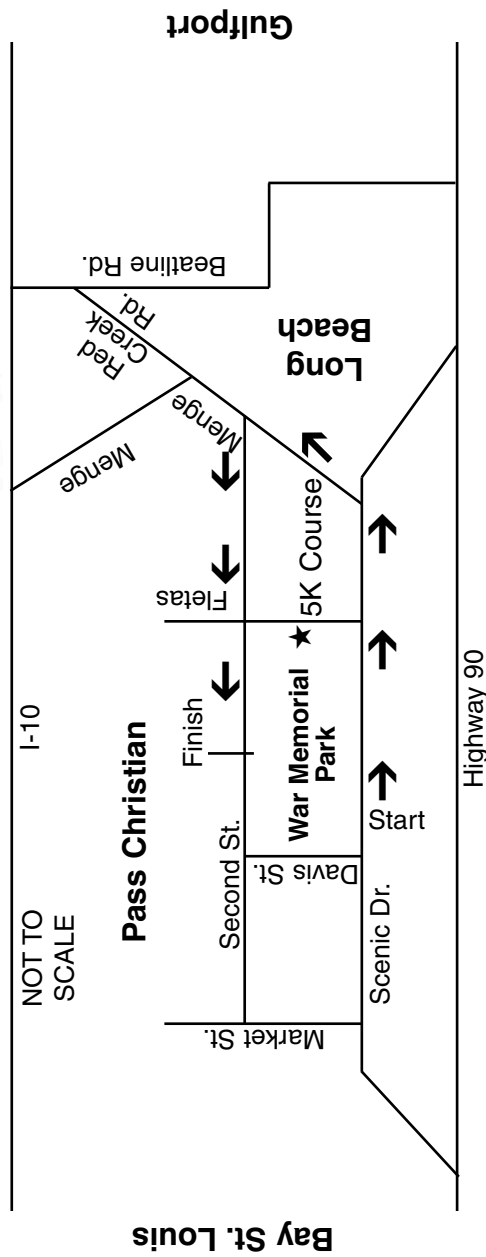 Gulfport
Bay St. Louis
I-10
NOT TO
SCALE
Pass Christian
Menge
Red
Creek
Rd.
Beatline Rd.
Menge
Long
Beach
Fletas
Finish
Second St.
Market St.
Davis St.
War Memorial
Park
5K Course
Start
Scenic Dr.
Highway 90